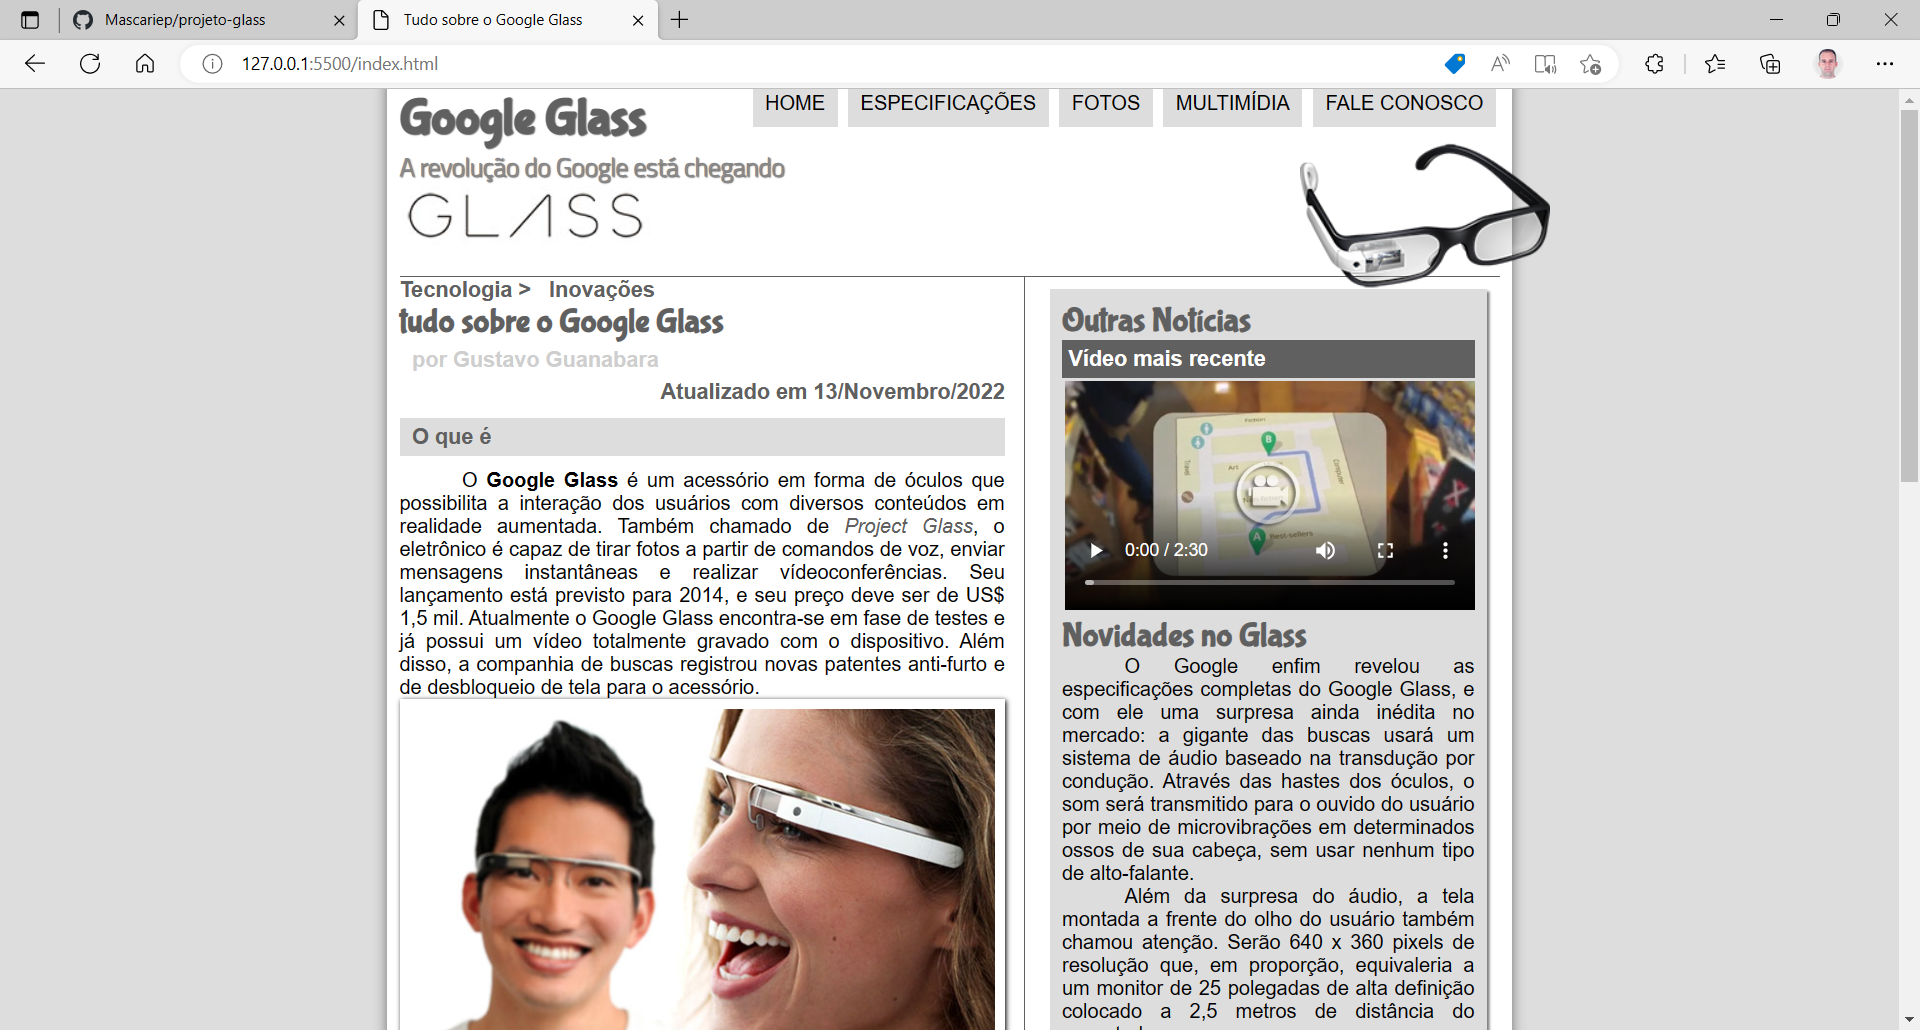 Mascariep/projeto-glass
Tudo sobre o Google Glass
127.0.0.1:5500/index.html
Google Glass
HOME
ESPECIFICAÇÕES
FOTOS
MULTIMÍDIA
FALE CONOSCO
A revolução do Google está chegando
GLASS
Tecnologia > Inovações
tudo sobre o Google Glass
por Gustavo Guanabara
Atualizado em 13/Novembro/2022
O que é
O Google Glass é um acessório em forma de óculos que
possibilita a interação dos usuários com diversos conteúdos em
realidade aumentada. Também chamado de Project Glass, o
eletrônico é capaz de tirar fotos a partir de comandos de voz, enviar
mensagens instantâneas e realizar vídeoconferências. Seu
lançamento está previsto para 2014, e seu preço deve ser de US$
1,5 mil. Atualmente o Google Glass encontra-se em fase de testes e
já possui um vídeo totalmente gravado com o dispositivo. Além
disso, a companhia de buscas registrou novas patentes anti-furto e
de desbloqueio de tela para o acessório.
Outras Notícias
Vídeo mais recente
Fiction
B
Travel
Art
Computer
A
Best-sellers
0:00 / 2:30
Novidades no Glass
O Google enfim revelou as
especificações completas do Google Glass, e
com ele uma surpresa ainda inédita no
mercado: a gigante das buscas usará um
sistema de áudio baseado na transdução por
condução. Através das hastes dos óculos, o
som será transmitido para o ouvido do usuário
por meio de microvibrações em determinados
ossos de sua cabeça, sem usar nenhum tipo
de alto-falante.
Além da surpresa do áudio, a tela
montada a frente do olho do usuário também
chamou atenção. Serão 640 x 360 pixels de
resolução que, em proporção, equivaleria a
um monitor de 25 polegadas de alta definição
colocado a 2,5 metros de distância do